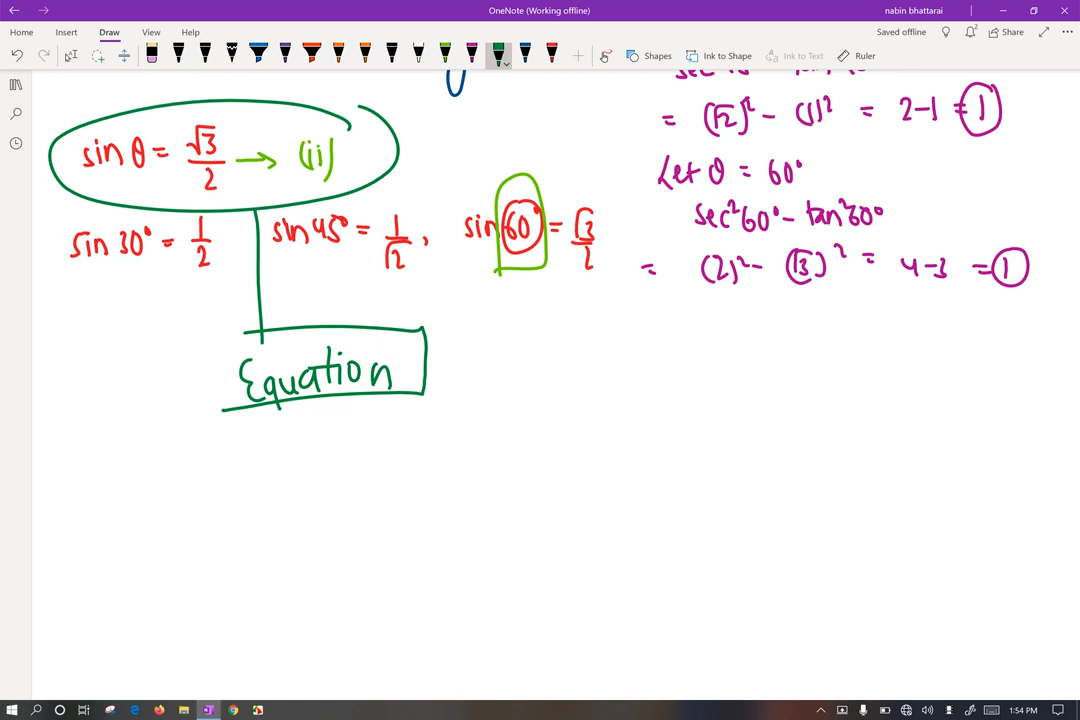 OneNote (Working offline)
nabin bhattarai
Home Insert Draw View Help
Saved offline
Share
Shapes
Ink to Shape
Ink to Text
Ruler
sin θ = √3/2 → (ii)
sin 30° = 1/2
sin 45° = 1/√2 ,
sin 60° = √3/2
Equation
= (√2)² - (1)² = 2-1 = 1
Let θ = 60°
sec²60° - tan²60°
= (2)² - (√3)² = 4-3 = 1
1:54 PM